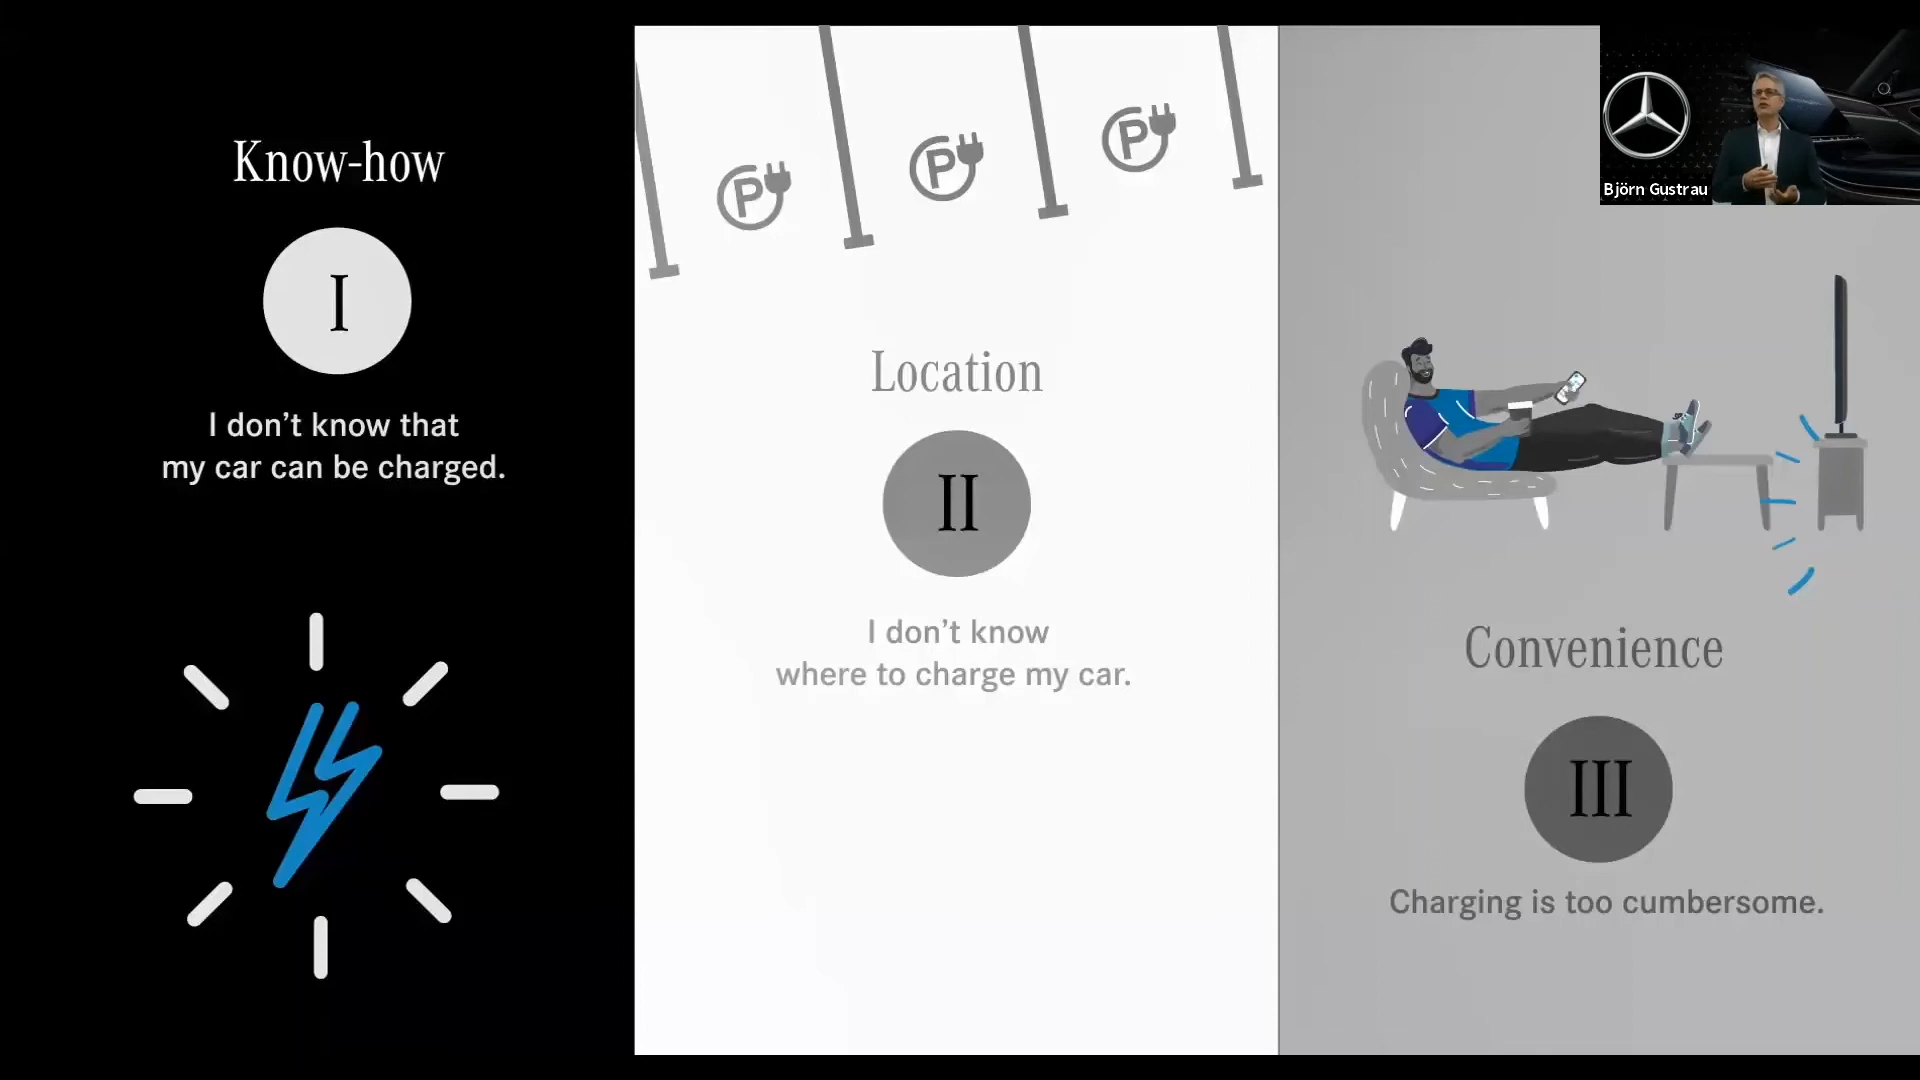 Know-how
I
I don't know that
my car can be charged.
P
P
P
Location
II
I don't know
where to charge my car.
Björn Gustrau
Convenience
III
Charging is too cumbersome.